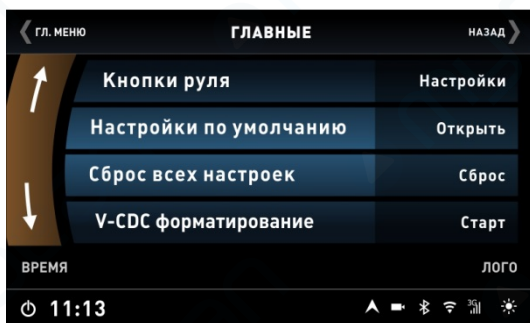 ГЛ. МЕНЮ ГЛАВНЫЕ НАЗАД
Кнопки руля Настройки
Настройки по умолчанию Открыть
Сброс всех настроек Сброс
V-CDC форматирование Старт
ВРЕМЯ ЛОГО
11:13 3G